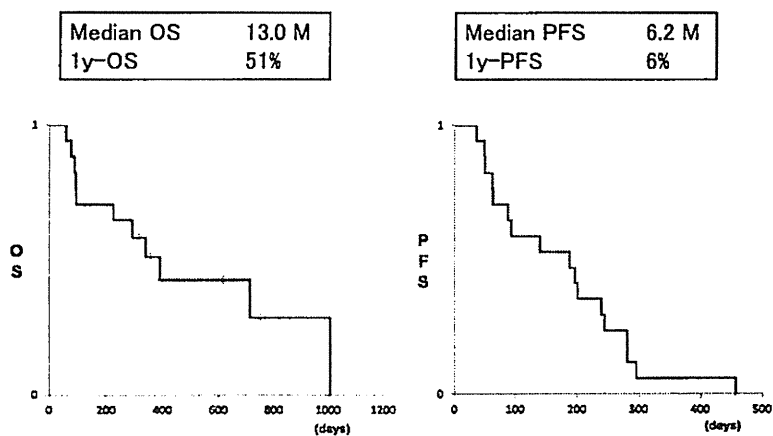 Median OS 13.0 M
1y-OS 51%
Median PFS 6.2 M
1y-PFS 6%
1
O
S
0
0 200 400 600 800 1000 1200
(days)
1
P
F
S
0
0 100 200 300 400 500
(days)